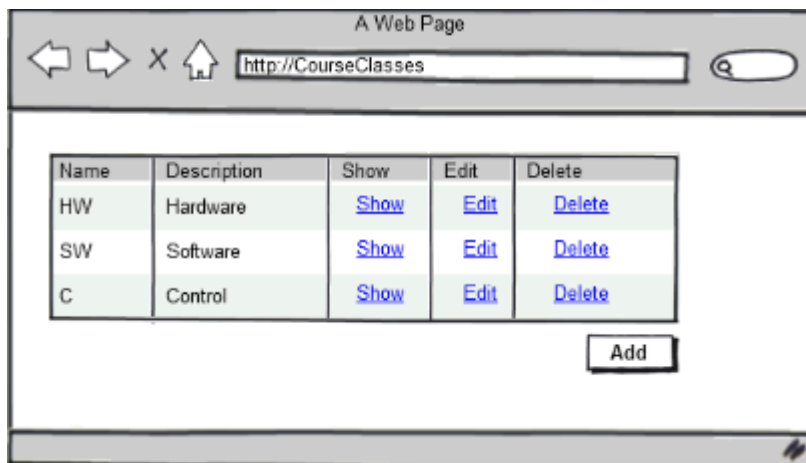 A Web Page
http://CourseClasses
Name Description Show Edit Delete
HW Hardware Show Edit Delete
SW Software Show Edit Delete
C Control Show Edit Delete
Add